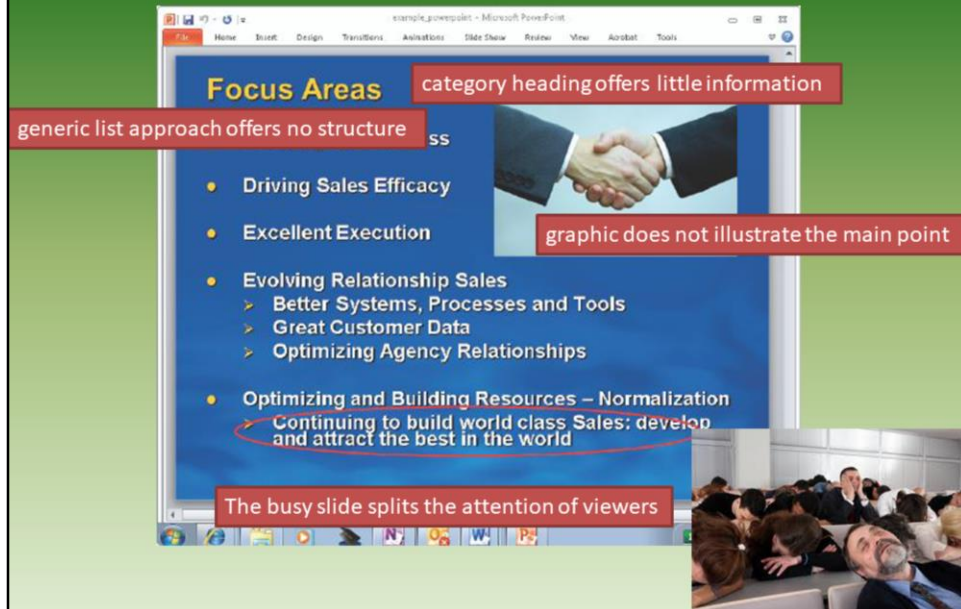 example_powerpoint - Microsoft PowerPoint
File Home Insert Design Transitions Animations Slide Show Review View Acrobat Tools
Focus Areas
category heading offers little information
generic list approach offers no structure
ss
Driving Sales Efficacy
Excellent Execution
graphic does not illustrate the main point
Evolving Relationship Sales
Better Systems, Processes and Tools
Great Customer Data
Optimizing Agency Relationships
Optimizing and Building Resources – Normalization
Continuing to build world class Sales: develop
and attract the best in the world
The busy slide splits the attention of viewers